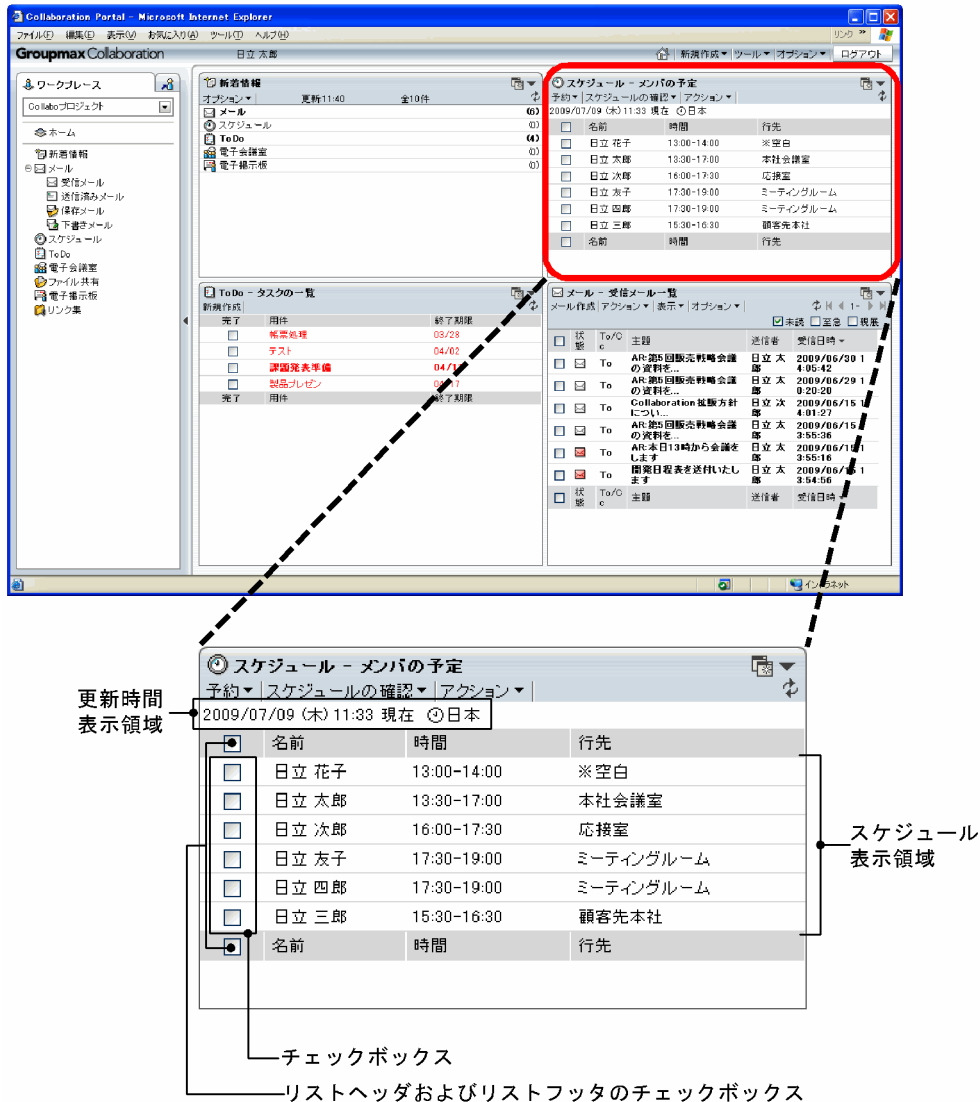 Collaboration Portal - Microsoft Internet Explorer
ファイル(F) 編集(E) 表示(V) お気に入り(A) ツール(T) ヘルプ(H)
リンク »
Groupmax Collaboration 日立 太郎 新規作成▼ ツール▼ オプション▼ ログアウト
ワークプレース
Collaboプロジェクト
ホーム
新着情報
メール
受信メール
送信済みメール
保存メール
下書きメール
スケジュール
ToDo
電子会議室
ファイル共有
電子掲示板
リンク集
新着情報
オプション▼ 更新11:40 全10件
メール (6)
スケジュール (0)
ToDo (4)
電子会議室 (0)
電子掲示板 (0)
スケジュール - メンバの予定
予約▼ スケジュールの確認▼ アクション▼
2009/07/09 (木) 11:33 現在 日本
名前 時間 行先
日立 花子 13:00-14:00 ※空白
日立 太郎 13:30-17:00 本社会議室
日立 次郎 16:00-17:30 応接室
日立 友子 17:30-19:00 ミーティングルーム
日立 四郎 17:30-19:00 ミーティングルーム
日立 三郎 15:30-16:30 顧客先本社
名前 時間 行先
ToDo - タスクの一覧
新規作成
完了 用件 終了期限
帳票処理 03/28
テスト 04/02
課題発表準備 04/1
製品プレゼン 04/17
完了 用件 終了期限
メール - 受信メール一覧
メール作成 アクション▼ 表示▼ オプション▼ 1-
未読 至急 親展
状態 To/Cc 主題 送信者 受信日時
To AR:第5回販売戦略会議の資料を... 日立 太郎 2009/06/30 14:05:42
To AR:第5回販売戦略会議の資料を... 日立 太郎 2009/06/29 10:20:20
To Collaboration拡販方針につい... 日立 次郎 2009/06/15 14:01:27
To AR:第5回販売戦略会議の資料を... 日立 太郎 2009/06/15 13:55:36
To AR:本日13時から会議をします 日立 太郎 2009/06/15 13:55:16
To 開発日程表を送付いたします 日立 太郎 2009/06/15 13:54:56
状態 To/Cc 主題 送信者 受信日時
イントラネット
スケジュール - メンバの予定
予約▼ スケジュールの確認▼ アクション▼
更新時間
表示領域
2009/07/09 (木) 11:33 現在 日本
名前 時間 行先
日立 花子 13:00-14:00 ※空白
日立 太郎 13:30-17:00 本社会議室
日立 次郎 16:00-17:30 応接室
日立 友子 17:30-19:00 ミーティングルーム
日立 四郎 17:30-19:00 ミーティングルーム
日立 三郎 15:30-16:30 顧客先本社
名前 時間 行先
スケジュール
表示領域
チェックボックス
リストヘッダおよびリストフッタのチェックボックス